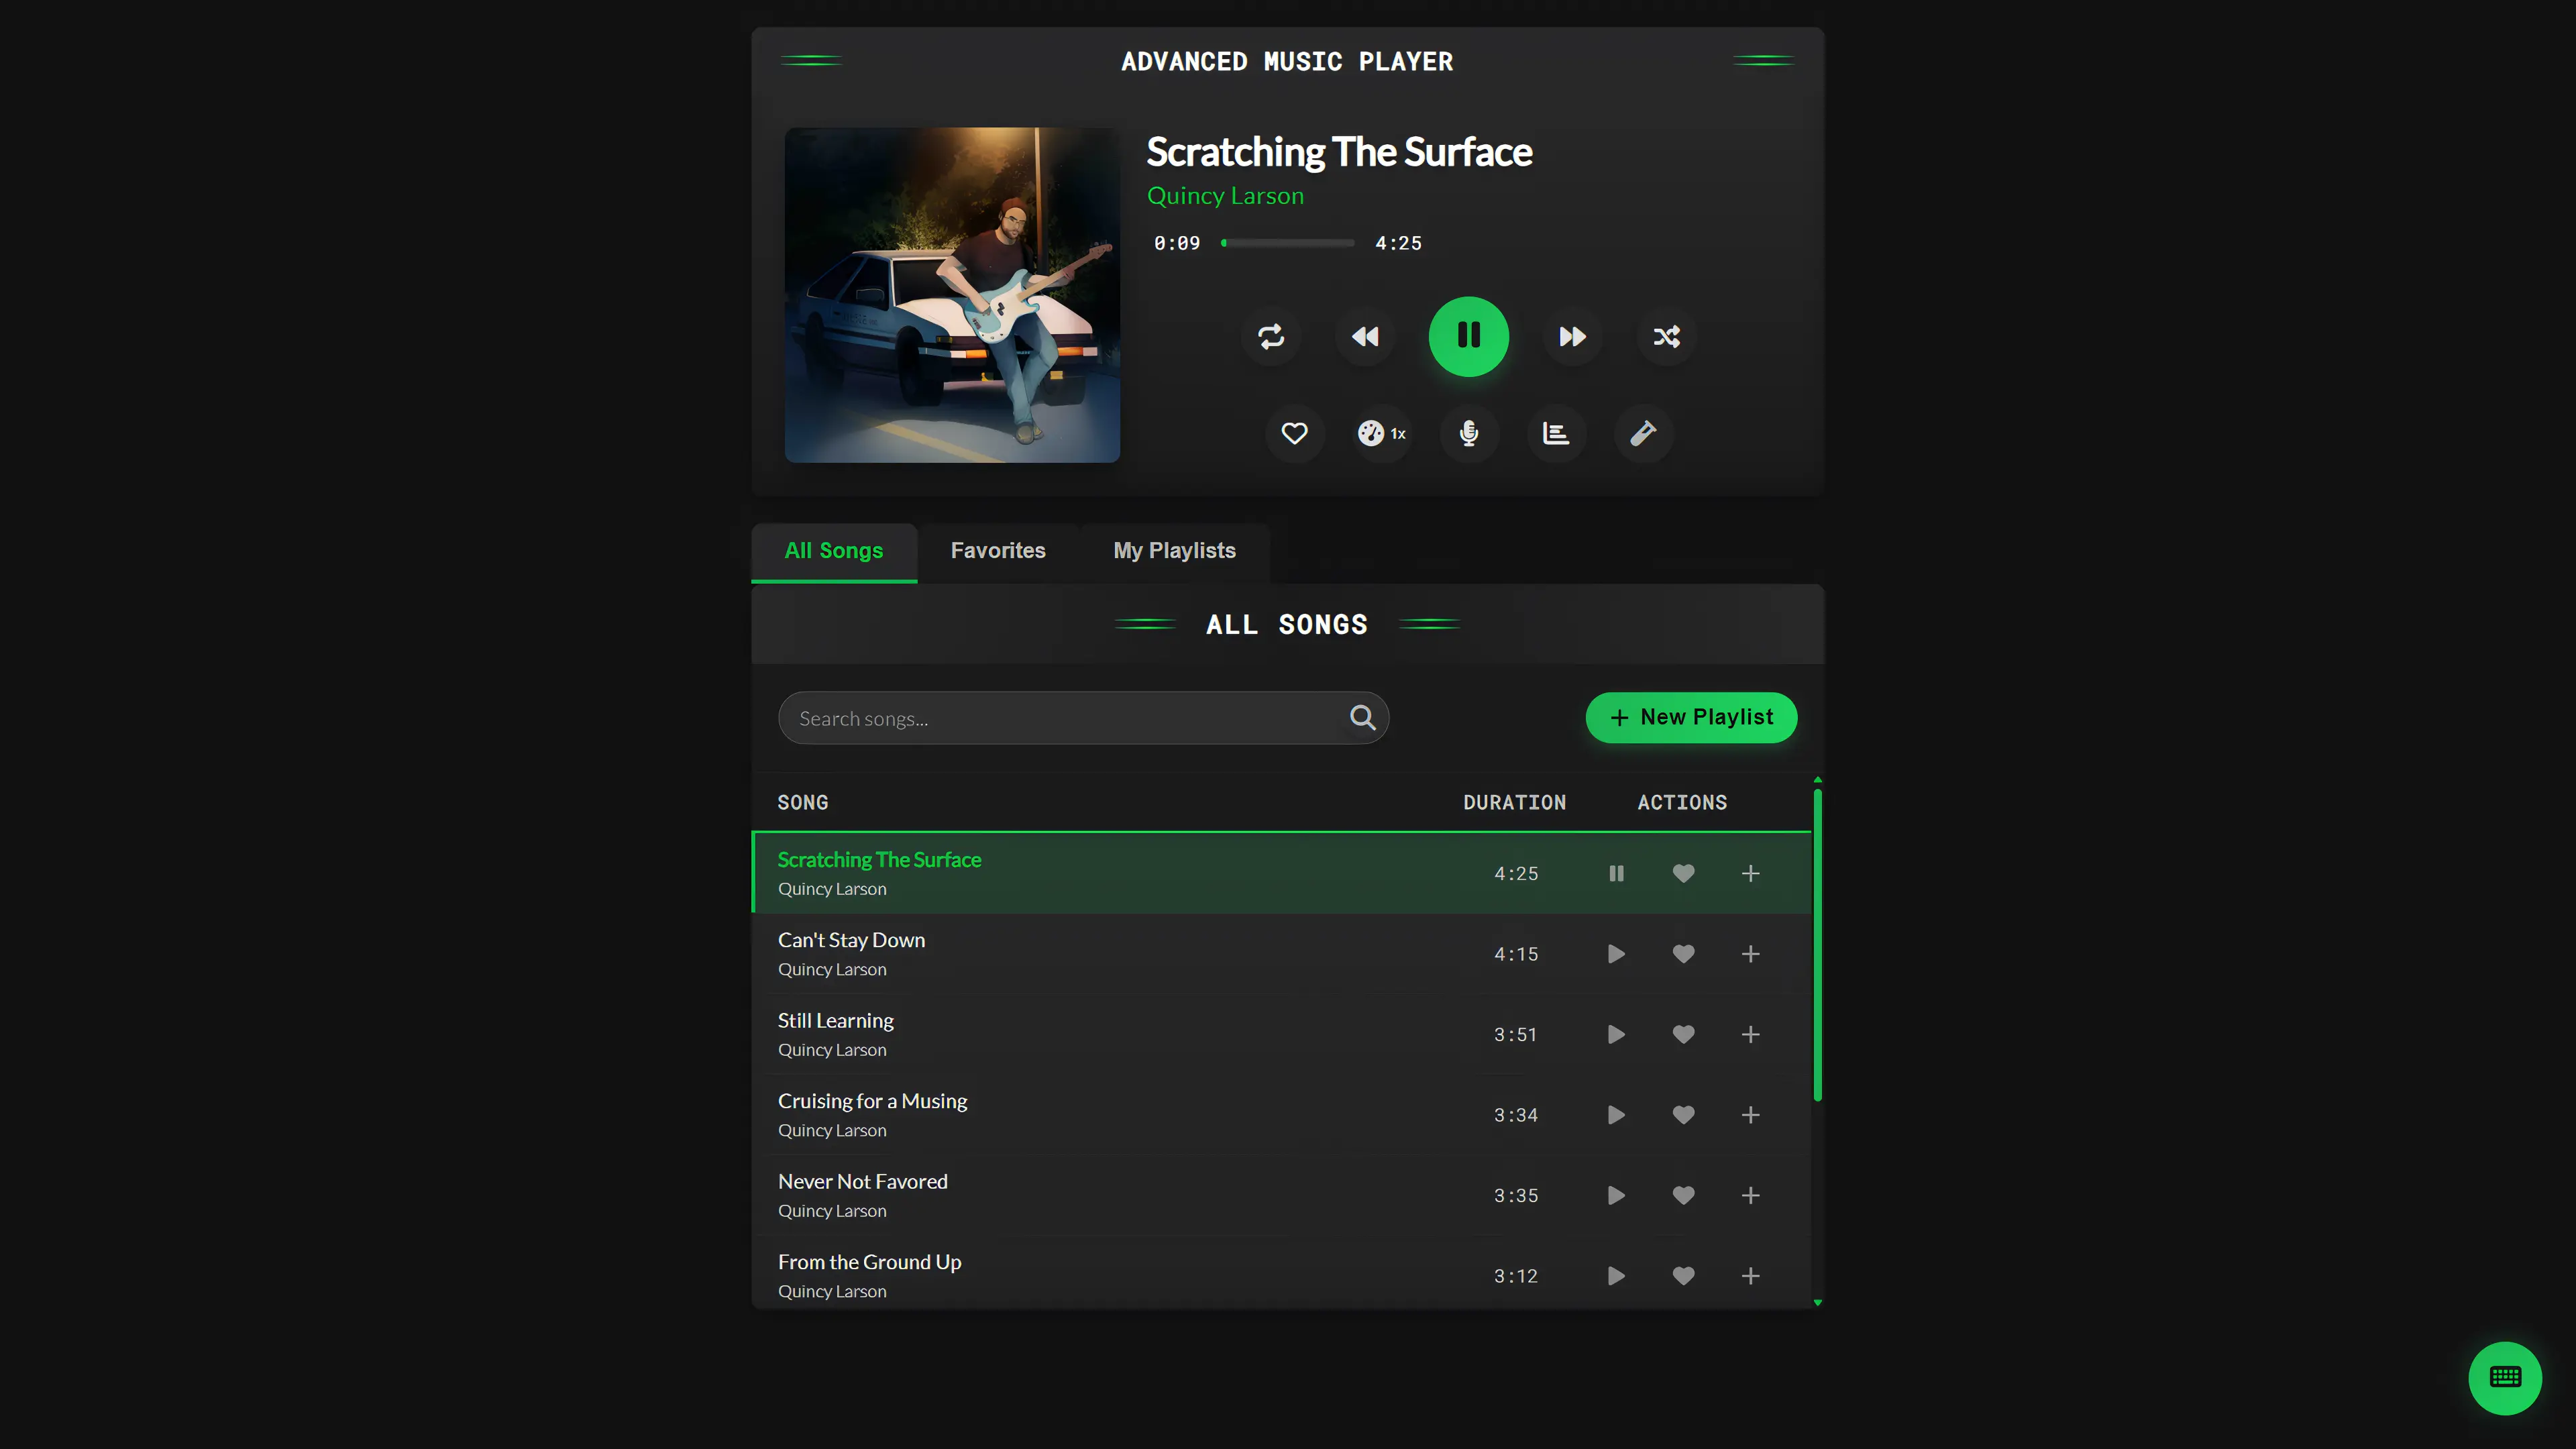 ADVANCED MUSIC PLAYER
Scratching The Surface
Quincy Larson
0:09 4:25
1x
All Songs Favorites My Playlists
ALL SONGS
Search songs...
+ New Playlist
SONG DURATION ACTIONS
Scratching The Surface
Quincy Larson
4:25
Can't Stay Down
Quincy Larson
4:15
Still Learning
Quincy Larson
3:51
Cruising for a Musing
Quincy Larson
3:34
Never Not Favored
Quincy Larson
3:35
From the Ground Up
Quincy Larson
3:12